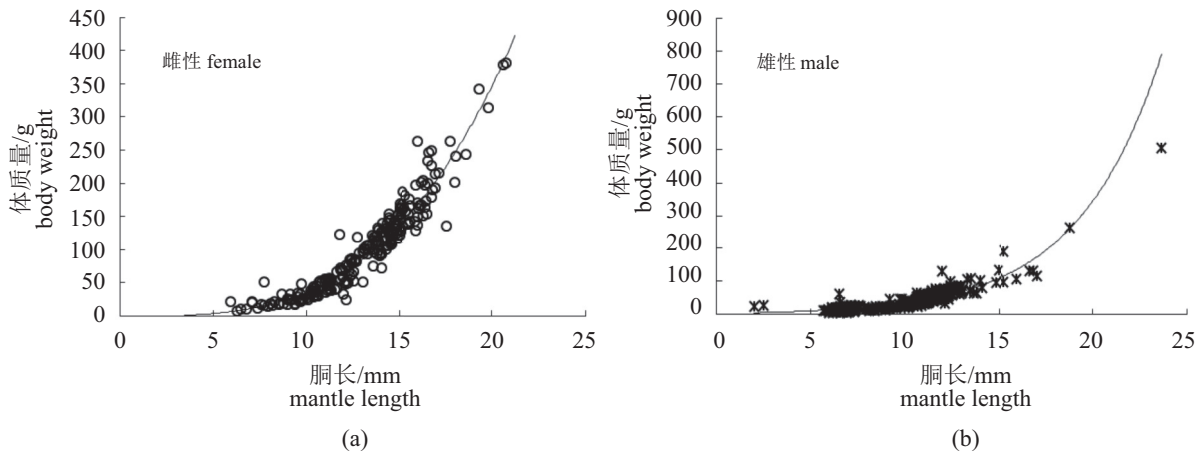 450
400
350
300
250
200
150
100
50
0
雌性 female
体质量/g
body weight
0 5 10 15 20 25
胴长/mm
mantle length
(a)
900
800
700
600
500
400
300
200
100
0
雄性 male
体质量/g
body weight
0 5 10 15 20 25
胴长/mm
mantle length
(b)